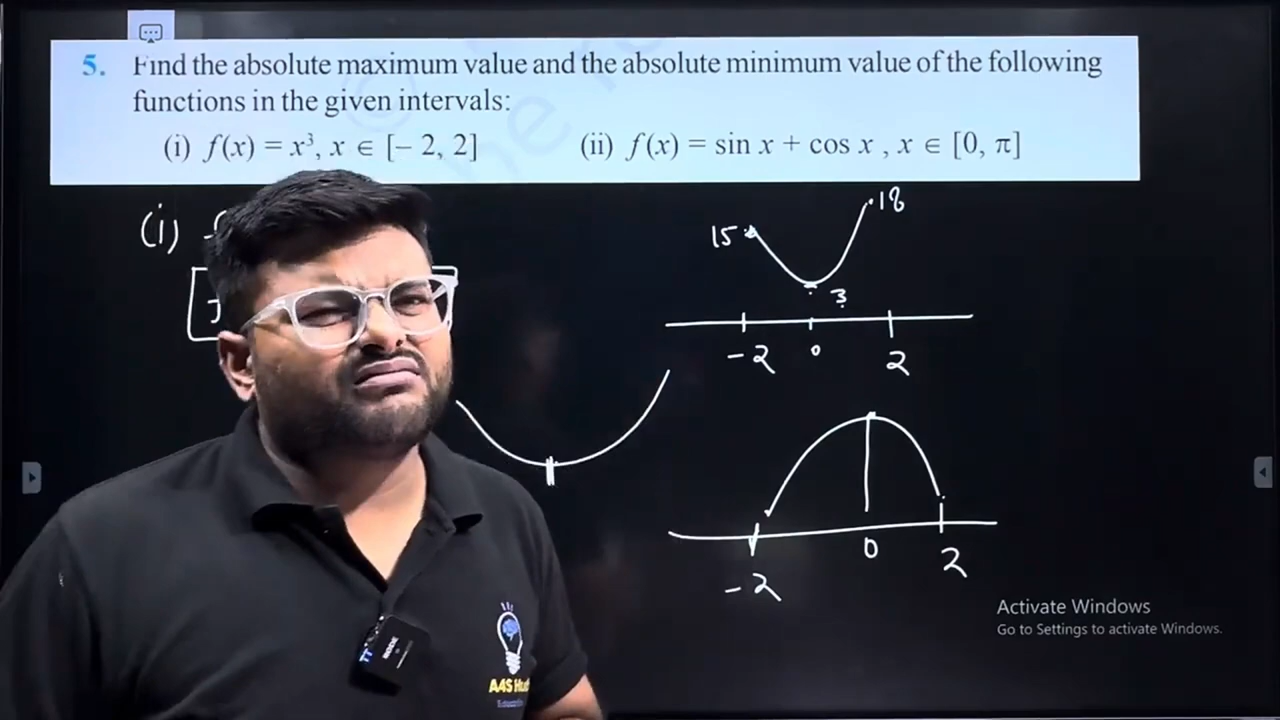 5. Find the absolute maximum value and the absolute minimum value of the following
functions in the given intervals:
(i) f(x) = x³, x ∈ [– 2, 2] (ii) f(x) = sin x + cos x , x ∈ [0, π]
(i)
15 18
3
-2 0 2
-2 0 2
Activate Windows
Go to Settings to activate Windows.
RODE